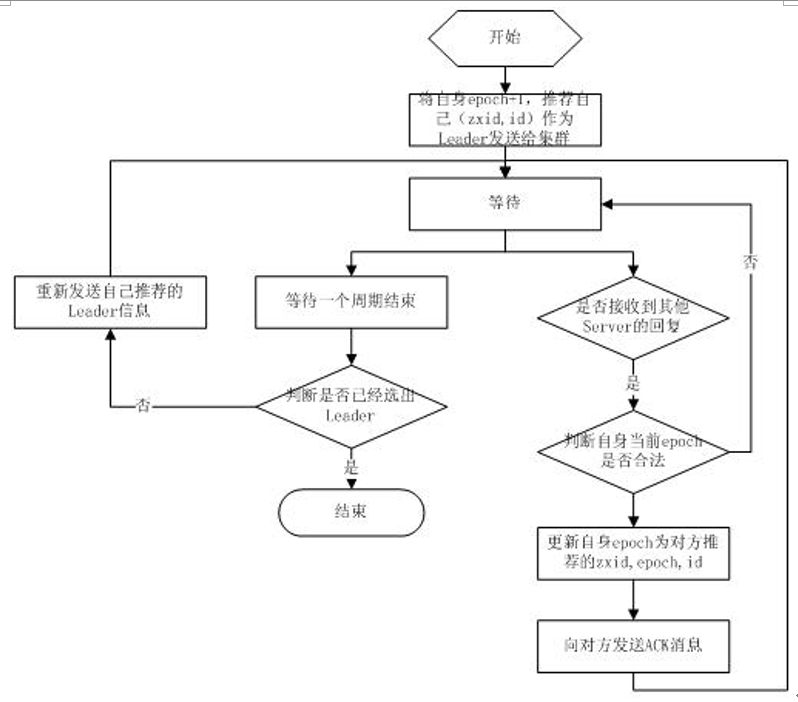 开始
将自身epoch+1，推荐自
己（zxid,id）作为
Leader发送给集群
等待
重新发送自己推荐的
Leader信息
等待一个周期结束
是否接收到其他
Server的回复
否
是
判断是否已经选出
Leader
否
是
判断自身当前epoch
是否合法
结束
更新自身epoch为对方推
荐的zxid,epoch,id
向对方发送ACK消息